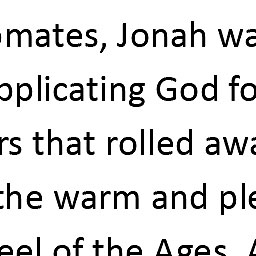 omates, Jonah wa
pplicating God fo
rs that rolled awa
the warm and ple
eel of the Ages. A